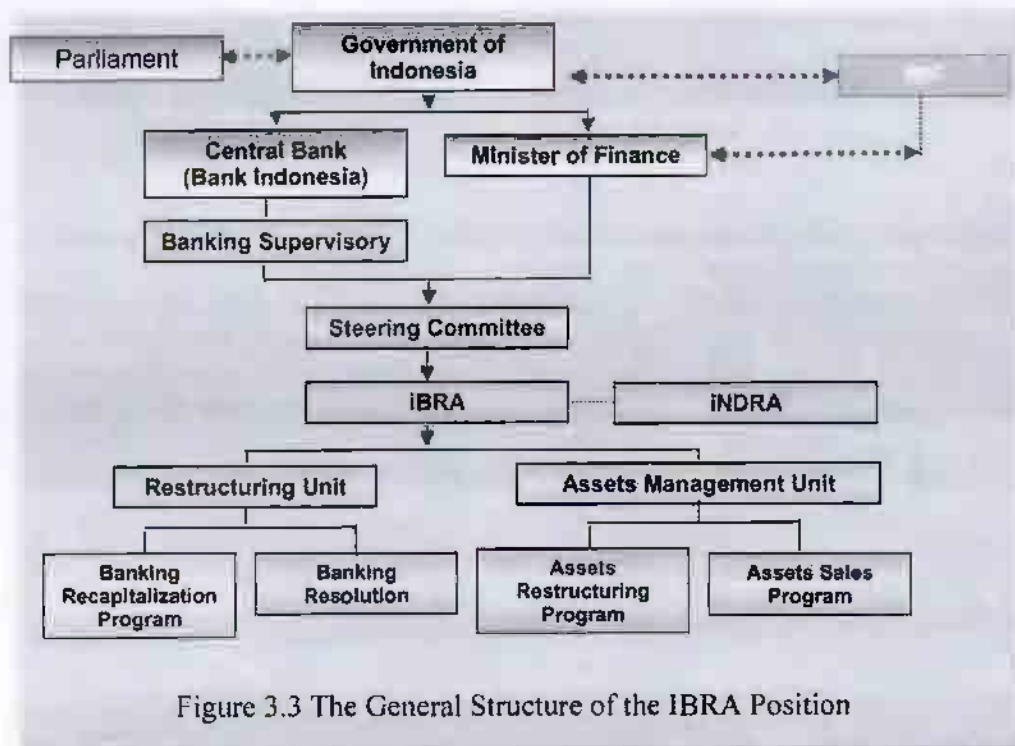 Parliament
Government of
Indonesia
Central Bank
(Bank Indonesia)
Minister of Finance
Banking Supervisory
Steering Committee
iBRA
iNDRA
Restructuring Unit
Assets Management Unit
Banking
Recapitalization
Program
Banking
Resolution
Assets
Restructuring
Program
Assets Sales
Program
Figure 3.3 The General Structure of the IBRA Position